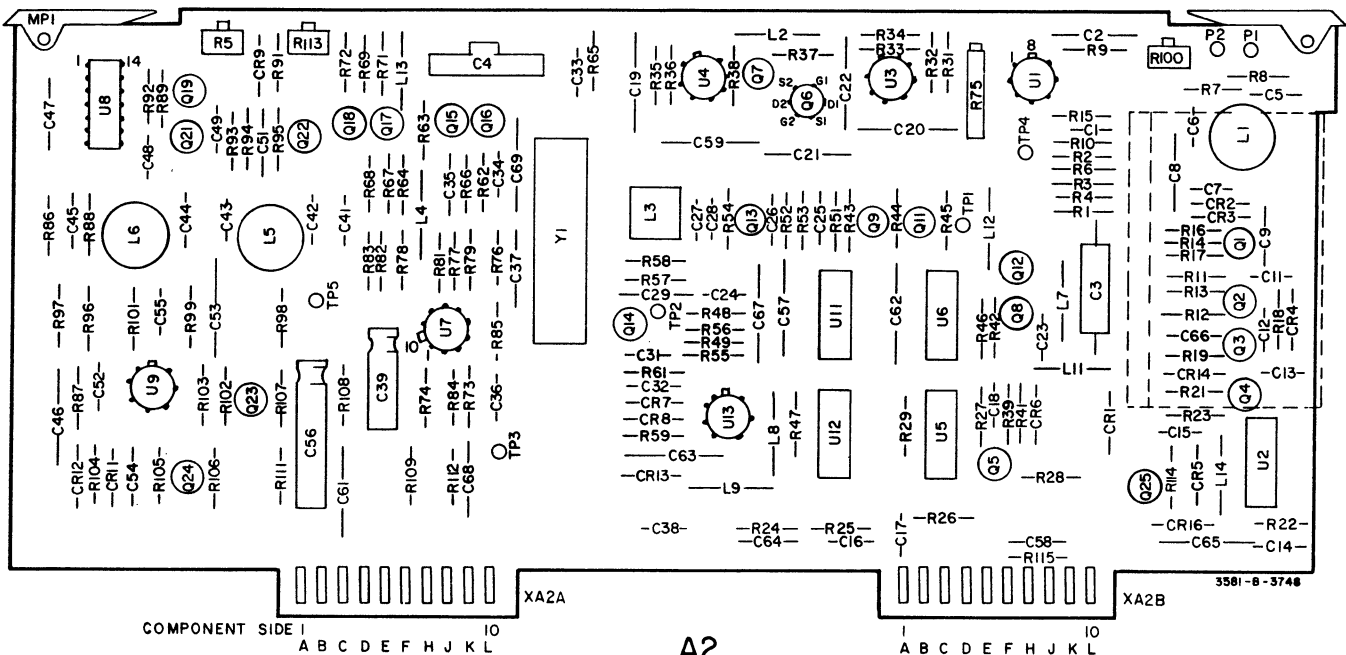 MP1
R5
R113
C4
L2
R34
C2
P2
P1
R37
R33
R9
R100
1
14
U8
C47
R92
R89
Q19
Q21
C48
C49
R93
R94
C51
R95
CR9
R91
Q22
R72
R69
R71
L13
Q18
Q17
R63
Q15
Q16
C33
R65
C19
R35
R36
U4
R38
Q7
S2
G1
D2
Q6
D1
G2
S1
C22
U3
R32
R31
R75
8
1
U1
R8
R7
C5
C59
C21
C20
TP4
R15
C1
R10
R2
R6
R3
R4
R1
C6
L1
C8
R68
R67
R64
L4
C35
R66
R62
C34
C69
Y1
C7
CR2
CR3
R86
C45
R88
L6
C44
C43
L5
C42
C41
L3
C27
C28
R54
Q13
C26
R52
R53
C25
R51
R43
Q9
R44
Q11
R45
TP1
L12
R16
R14
R17
Q1
C9
R83
R82
R78
R81
R77
R79
R76
C37
R58
R57
C29
C24
Q12
R11
C11
R97
R96
R101
C55
R99
C53
R98
TP5
U7
10
R85
Q14
TP2
R48
R56
R49
R55
C67
C57
U11
C62
U6
R46
R42
Q8
C23
L7
C3
R13
Q2
R12
C66
Q3
C12
R18
CR4
R19
C31
R61
C32
CR7
CR8
R59
L11
CR14
C13
R21
Q4
R23
C46
R87
C52
U9
R103
R102
Q23
R107
R108
C39
R74
R84
R73
C36
U13
L8
R47
U12
R29
U5
R27
C18
R39
R41
CR6
CR1
C15
CR12
R104
CR11
C54
R105
Q24
R106
R111
C56
C61
R109
R112
C68
TP3
C63
CR13
L9
Q5
R28
Q25
R114
CR5
L14
U2
C38
R24
C64
R25
C16
C17
R26
C58
R115
CR16
C65
R22
C14
3581-B-3748
XA2A
XA2B
COMPONENT SIDE 1
10
1
10
A B C D E F H J K L
A2
A B C D E F H J K L